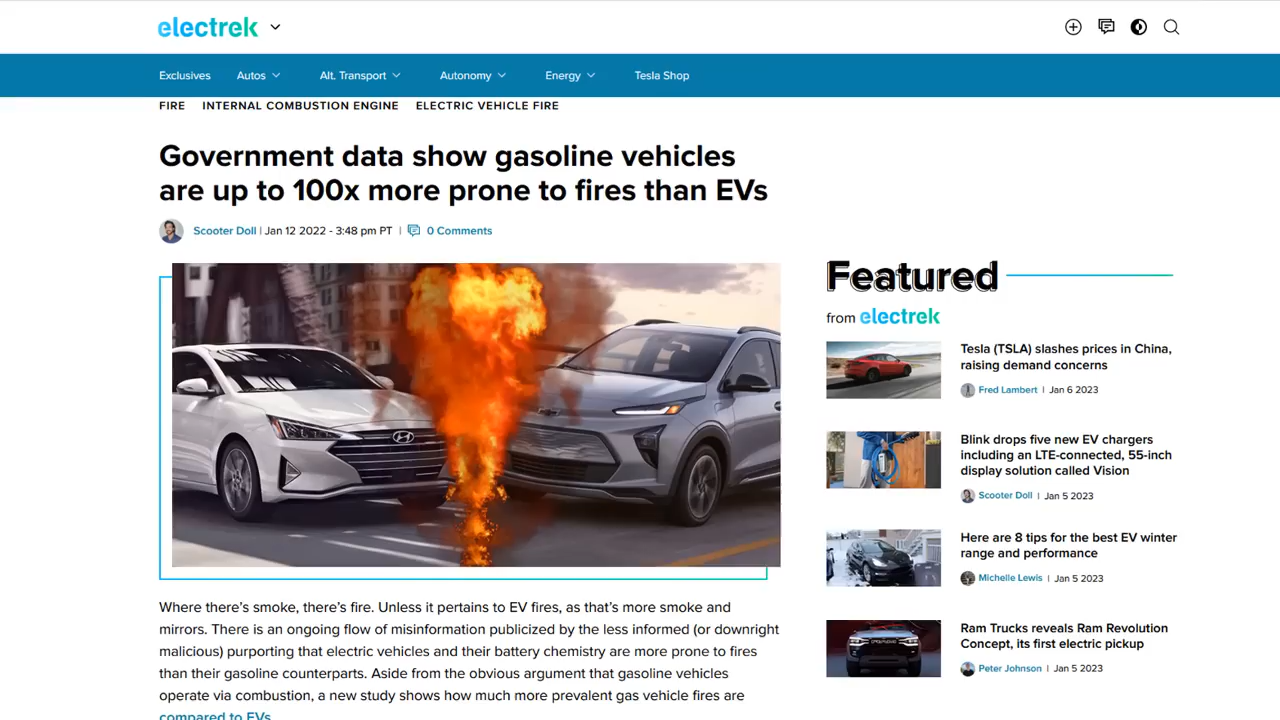 electrek
Exclusives Autos Alt. Transport Autonomy Energy Tesla Shop
FIRE INTERNAL COMBUSTION ENGINE ELECTRIC VEHICLE FIRE
Government data show gasoline vehicles
are up to 100x more prone to fires than EVs
Scooter Doll | Jan 12 2022 - 3:48 pm PT | 0 Comments
Where there's smoke, there's fire. Unless it pertains to EV fires, as that's more smoke and
mirrors. There is an ongoing flow of misinformation publicized by the less informed (or downright
malicious) purporting that electric vehicles and their battery chemistry are more prone to fires
than their gasoline counterparts. Aside from the obvious argument that gasoline vehicles
operate via combustion, a new study shows how much more prevalent gas vehicle fires are
compared to EVs.
Featured
from electrek
Tesla (TSLA) slashes prices in China,
raising demand concerns
Fred Lambert | Jan 6 2023
Blink drops five new EV chargers
including an LTE-connected, 55-inch
display solution called Vision
Scooter Doll | Jan 5 2023
Here are 8 tips for the best EV winter
range and performance
Michelle Lewis | Jan 5 2023
Ram Trucks reveals Ram Revolution
Concept, its first electric pickup
Peter Johnson | Jan 5 2023